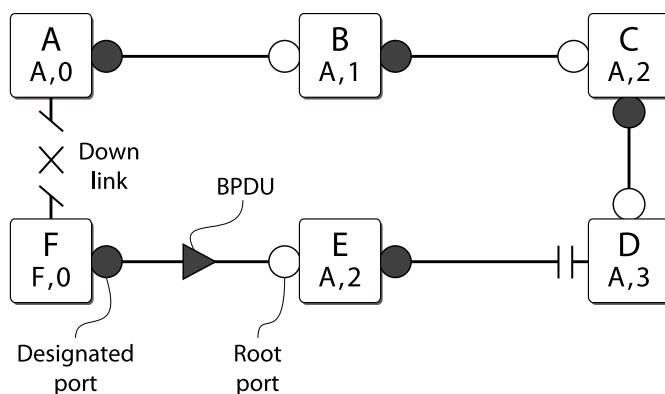 A
A,0
B
A,1
C
A,2
Down
link
BPDU
F
F,0
E
A,2
D
A,3
Designated
port
Root
port